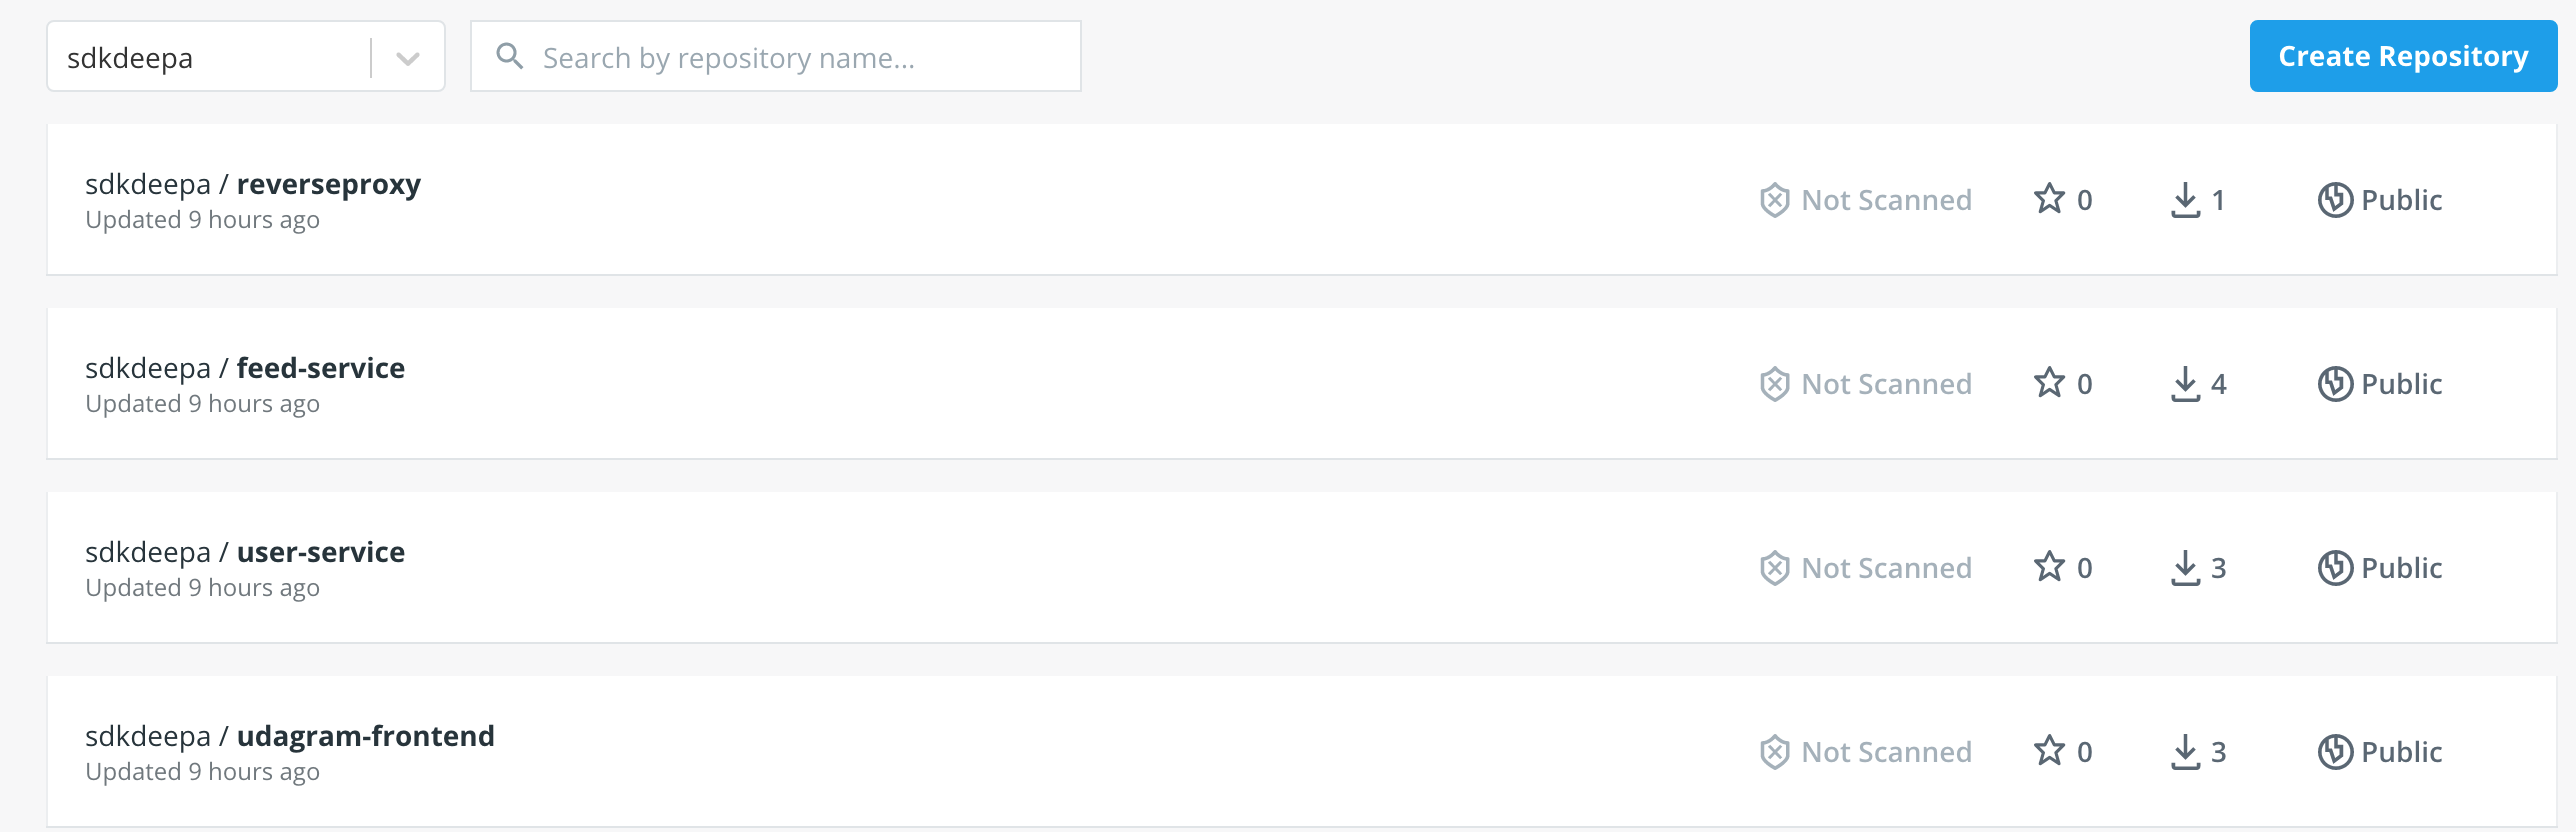 sdkdeepa
Search by repository name...
Create Repository
sdkdeepa / reverseproxy
Updated 9 hours ago
Not Scanned
0
1
Public
sdkdeepa / feed-service
Updated 9 hours ago
Not Scanned
0
4
Public
sdkdeepa / user-service
Updated 9 hours ago
Not Scanned
0
3
Public
sdkdeepa / udagram-frontend
Updated 9 hours ago
Not Scanned
0
3
Public